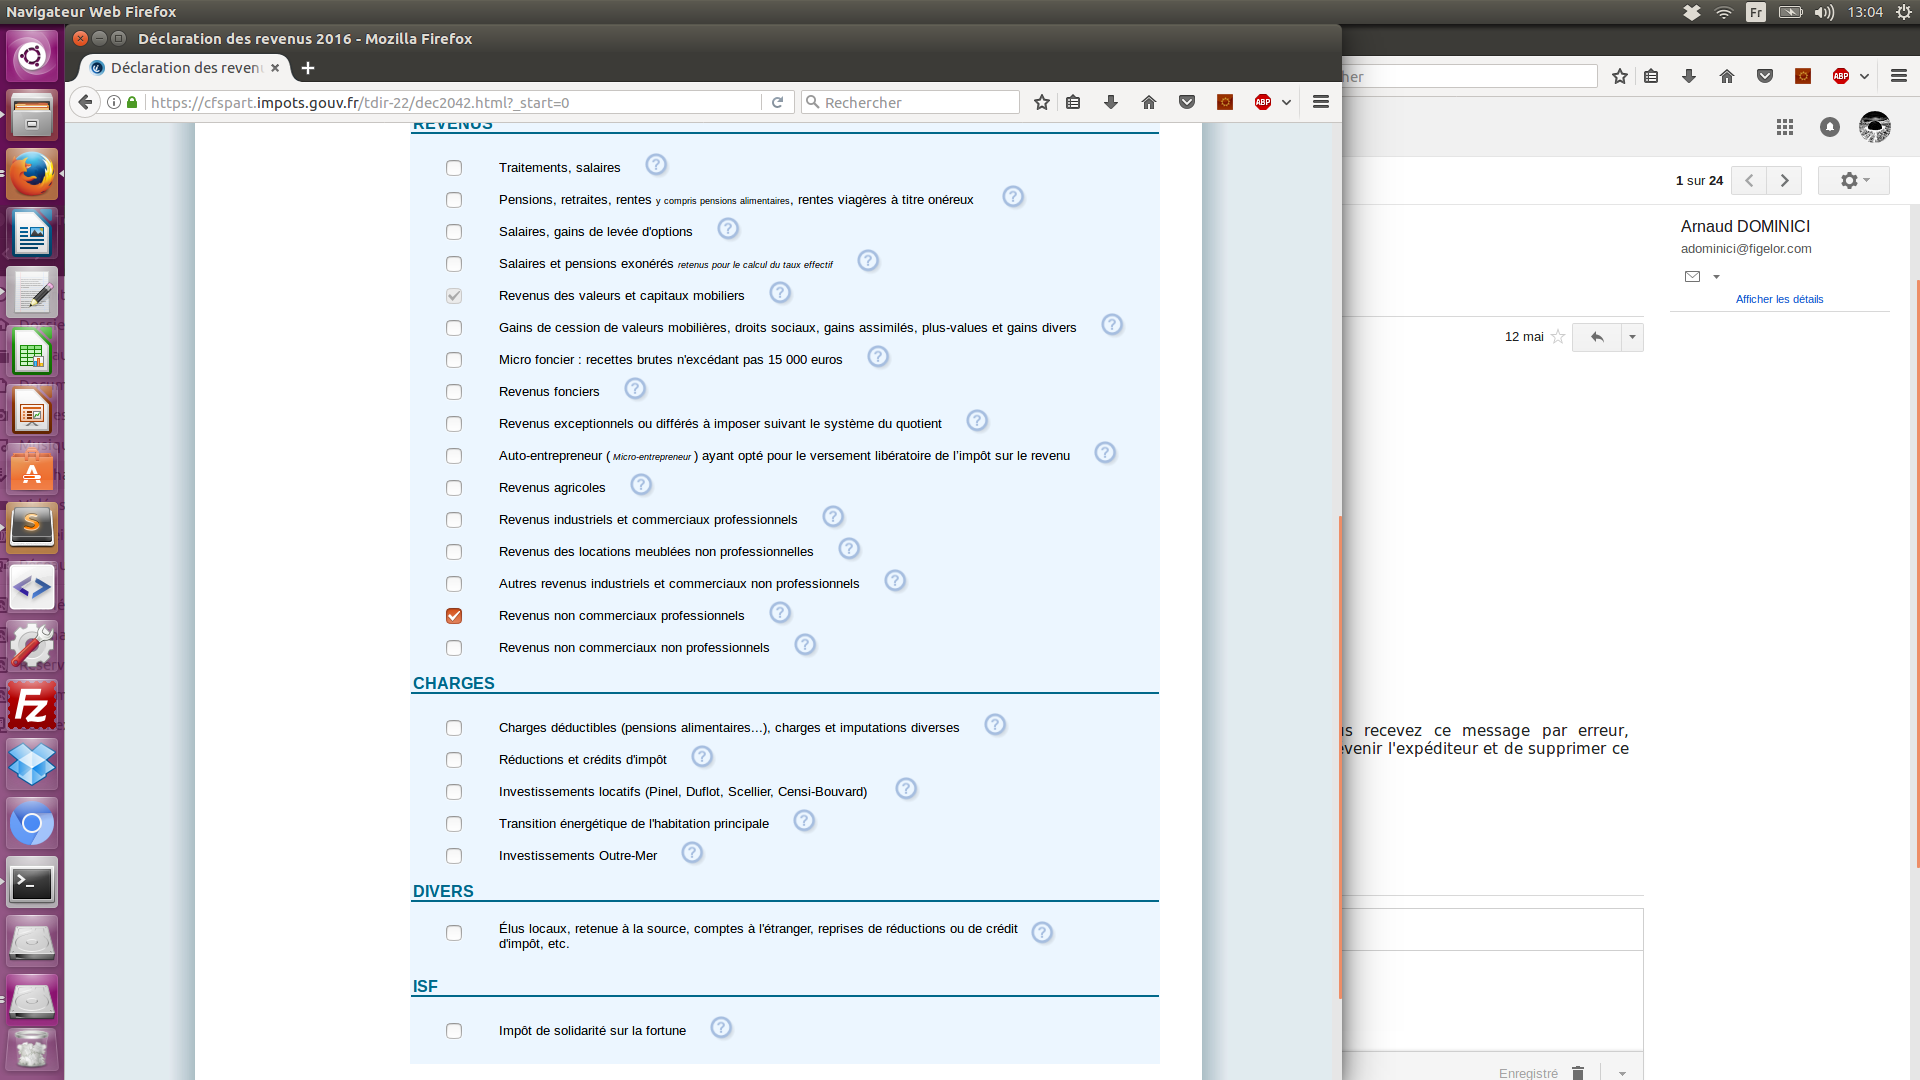 Navigateur Web Firefox
Fr
13:04
Déclaration des revenus 2016 - Mozilla Firefox
Déclaration des reven
https://cfspart.impots.gouv.fr/tdir-22/dec2042.html?_start=0
Rechercher
ABP
her
ABP
REVENUS
Traitements, salaires
Pensions, retraites, rentes y compris pensions alimentaires, rentes viagères à titre onéreux
Salaires, gains de levée d'options
Salaires et pensions exonérés retenus pour le calcul du taux effectif
Revenus des valeurs et capitaux mobiliers
Gains de cession de valeurs mobilières, droits sociaux, gains assimilés, plus-values et gains divers
Micro foncier : recettes brutes n'excédant pas 15 000 euros
Revenus fonciers
Revenus exceptionnels ou différés à imposer suivant le système du quotient
Auto-entrepreneur ( Micro-entrepreneur ) ayant opté pour le versement libératoire de l'impôt sur le revenu
Revenus agricoles
Revenus industriels et commerciaux professionnels
Revenus des locations meublées non professionnelles
Autres revenus industriels et commerciaux non professionnels
Revenus non commerciaux professionnels
Revenus non commerciaux non professionnels
CHARGES
Charges déductibles (pensions alimentaires...), charges et imputations diverses
Réductions et crédits d'impôt
Investissements locatifs (Pinel, Duflot, Scellier, Censi-Bouvard)
Transition énergétique de l'habitation principale
Investissements Outre-Mer
DIVERS
Élus locaux, retenue à la source, comptes à l'étranger, reprises de réductions ou de crédit
d'impôt, etc.
ISF
Impôt de solidarité sur la fortune
1 sur 24
Arnaud DOMINICI
adominici@figelor.com
Afficher les détails
12 mai
us recevez ce message par erreur,
evenir l'expéditeur et de supprimer ce
Enregistré